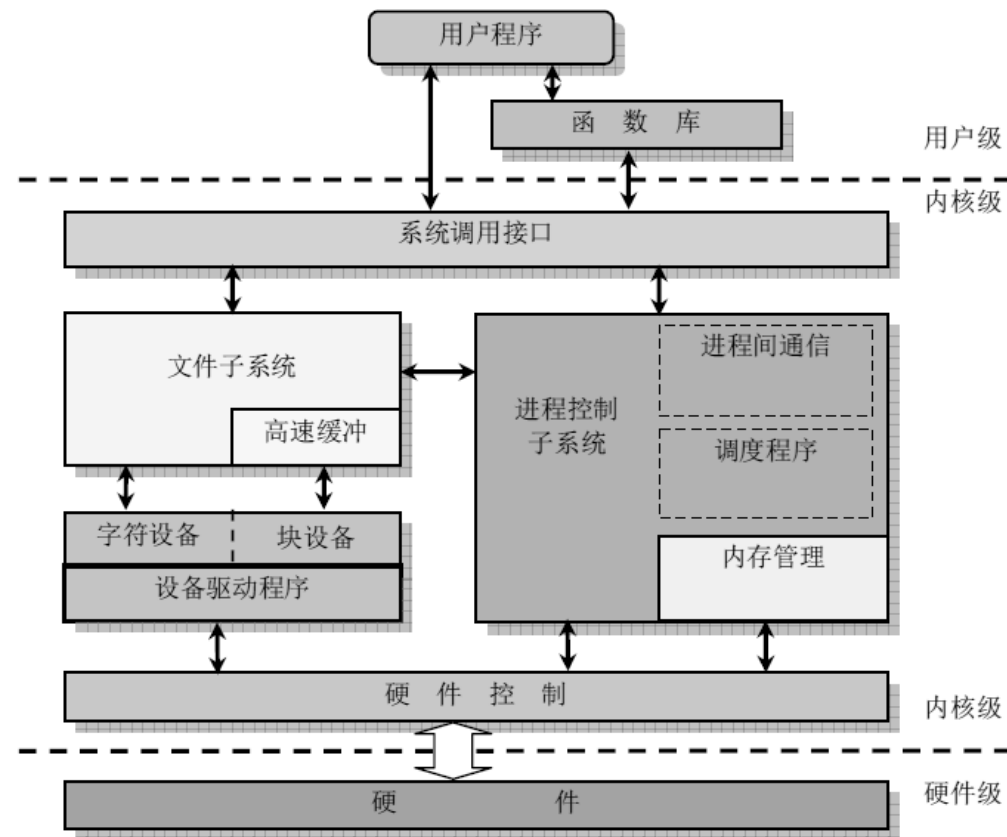 用户程序
函 数 库
用户级
内核级
系统调用接口
文件子系统
高速缓冲
进程控制
子系统
进程间通信
调度程序
内存管理
字符设备
块设备
设备驱动程序
硬 件 控 制
内核级
硬 件
硬件级